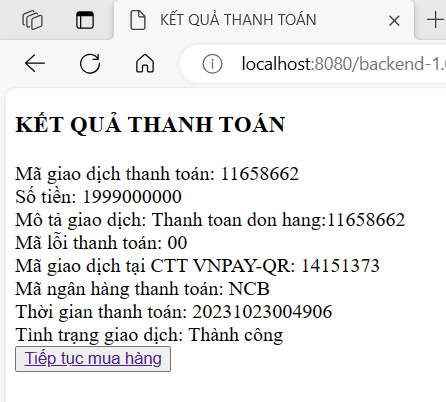 KẾT QUẢ THANH TOÁN
localhost:8080/backend-1.
KẾT QUẢ THANH TOÁN
Mã giao dịch thanh toán: 11658662
Số tiền: 1999000000
Mô tả giao dịch: Thanh toan don hang:11658662
Mã lỗi thanh toán: 00
Mã giao dịch tại CTT VNPAY-QR: 14151373
Mã ngân hàng thanh toán: NCB
Thời gian thanh toán: 20231023004906
Tình trạng giao dịch: Thành công
Tiếp tục mua hàng